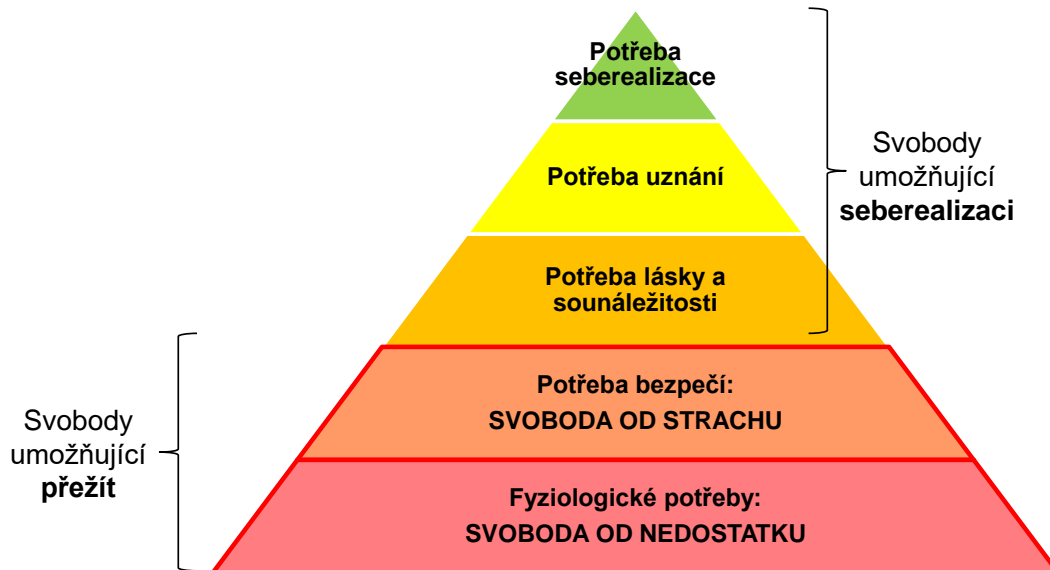 Potřeba
seberealizace
Potřeba uznání
Svobody
umožňující
seberealizaci
Potřeba lásky a
sounáležitosti
Potřeba bezpečí:
SVOBODA OD STRACHU
Svobody
umožňující
přežít
Fyziologické potřeby:
SVOBODA OD NEDOSTATKU